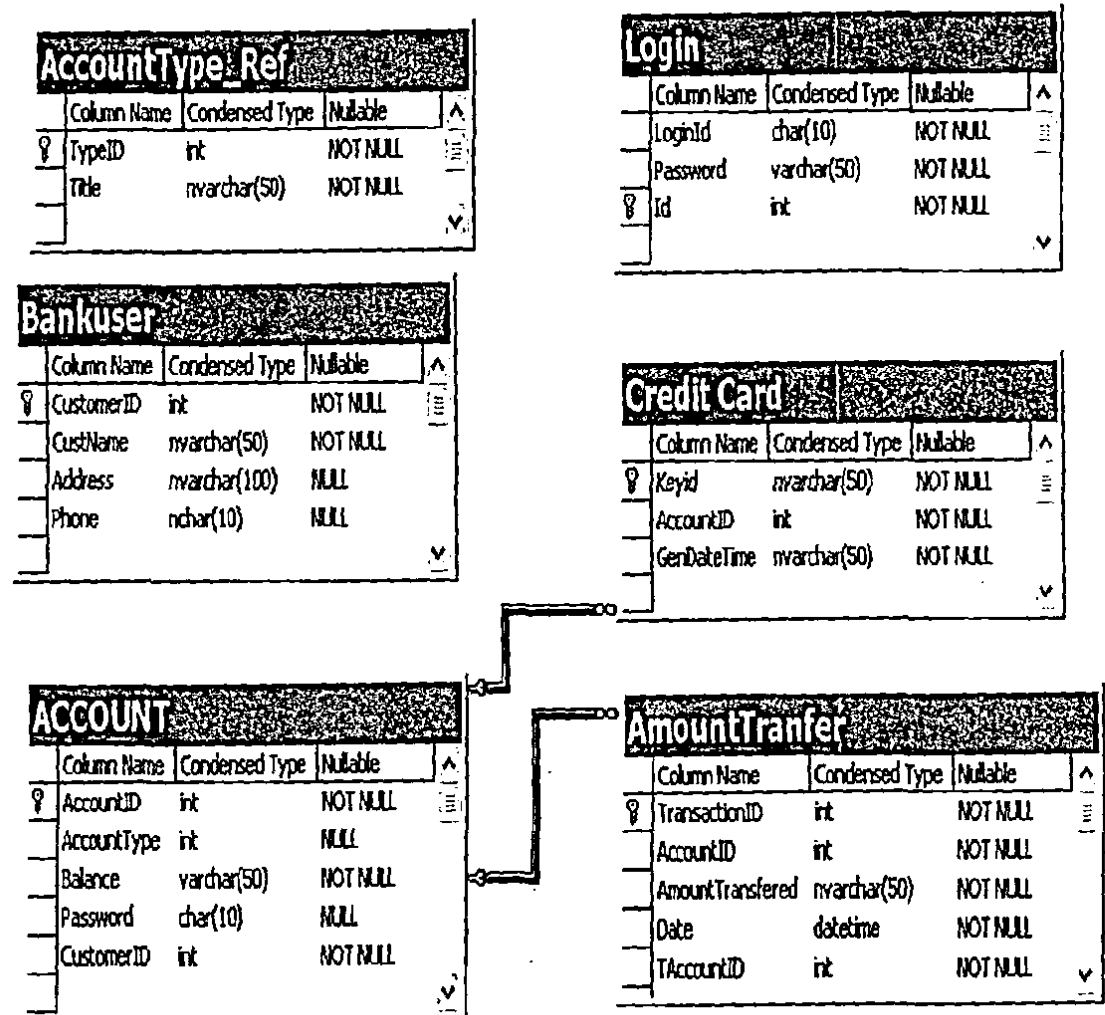 AccountType_Ref
Column Name Condensed Type Nullable
TypeID int NOT NULL
Title nvarchar(50) NOT NULL
Login
Column Name Condensed Type Nullable
LoginId char(10) NOT NULL
Password varchar(50) NOT NULL
Id int NOT NULL
Bankuser
Column Name Condensed Type Nullable
CustomerID int NOT NULL
CustName nvarchar(50) NOT NULL
Address nvarchar(100) NULL
Phone nchar(10) NULL
Credit Card
Column Name Condensed Type Nullable
Keyid nvarchar(50) NOT NULL
AccountID int NOT NULL
GenDateTime nvarchar(50) NOT NULL
ACCOUNT
Column Name Condensed Type Nullable
AccountID int NOT NULL
AccountType int NULL
Balance varchar(50) NOT NULL
Password char(10) NULL
CustomerID int NOT NULL
AmountTranfer
Column Name Condensed Type Nullable
TransactionID int NOT NULL
AccountID int NOT NULL
AmountTransfered nvarchar(50) NOT NULL
Date datetime NOT NULL
TAccountID int NOT NULL